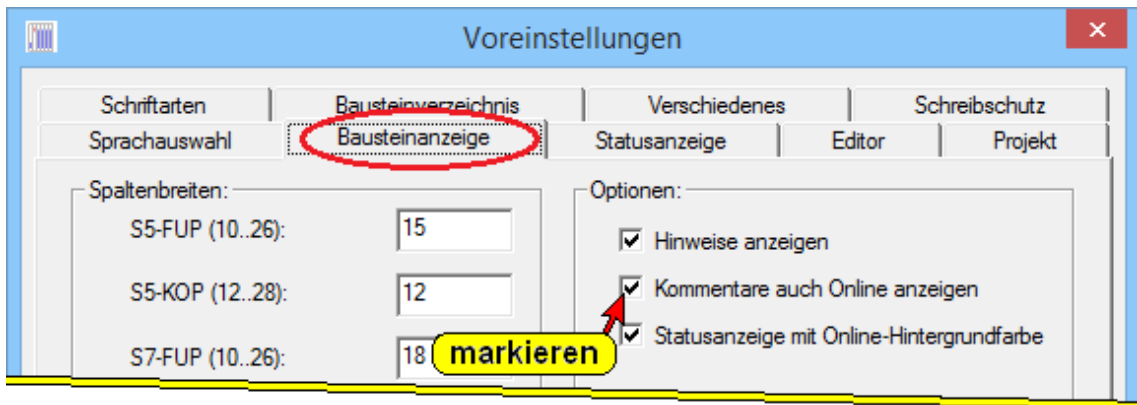 Voreinstellungen
Schriftarten Bausteinverzeichnis Verschiedenes Schreibschutz
Sprachauswahl Bausteinanzeige Statusanzeige Editor Projekt
Spaltenbreiten: Optionen:
S5-FUP (10..26): 15 Hinweise anzeigen
S5-KOP (12..28): 12 Kommentare auch Online anzeigen
Statusanzeige mit Online-Hintergrundfarbe
S7-FUP (10..26): 18 markieren